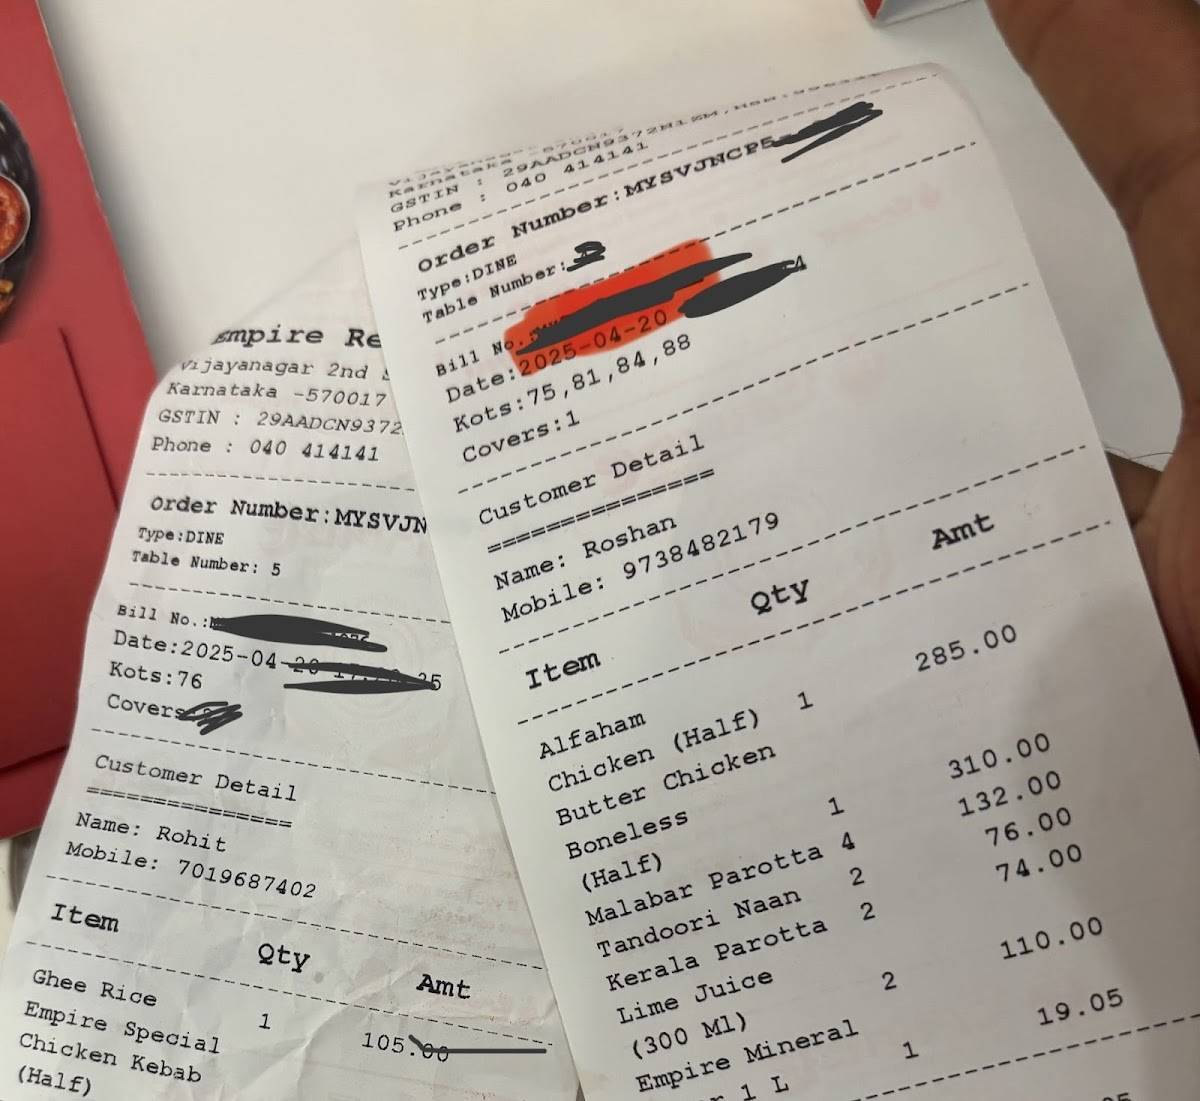 Empire Re
Vijayanagar 2nd
Karnataka -570017
GSTIN : 29AADCN9372
Phone : 040 414141
Order Number:MYSVJN
Type:DINE
Table Number: 5
Bill No.:
Date:2025-04-20
Kots:76
Covers
Customer Detail
===============
Name: Rohit
Mobile: 7019687402
Item Qty Amt
Ghee Rice 1 105.00
Empire Special
Chicken Kebab
(Half)
Karnataka -570017
GSTIN : 29AADCN9372N1ZM,
Phone : 040 414141
Order Number:MYSVJNCP5
Type:DINE
Table Number:
Bill No.:
Date:2025-04-20
Kots:75,81,84,88
Covers:1
Customer Detail
===============
Name: Roshan
Mobile: 9738482179
Item Qty Amt
Alfaham
Chicken (Half) 1 285.00
Butter Chicken
Boneless
(Half) 1 310.00
Malabar Parotta 4 132.00
Tandoori Naan 2 76.00
Kerala Parotta 2 74.00
Lime Juice
(300 Ml) 2 110.00
Empire Mineral
1 L 1 19.05